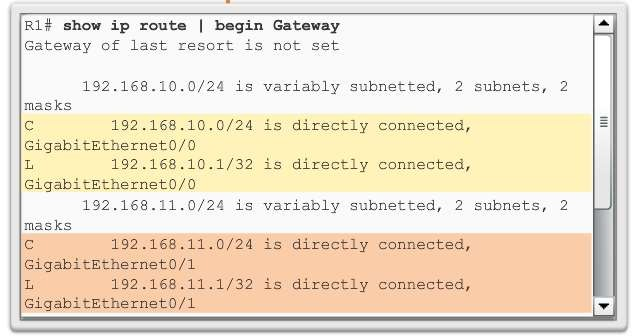 R1# show ip route | begin Gateway
Gateway of last resort is not set
192.168.10.0/24 is variably subnetted, 2 subnets, 2
masks
C 192.168.10.0/24 is directly connected,
GigabitEthernet0/0
L 192.168.10.1/32 is directly connected,
GigabitEthernet0/0
192.168.11.0/24 is variably subnetted, 2 subnets, 2
masks
C 192.168.11.0/24 is directly connected,
GigabitEthernet0/1
L 192.168.11.1/32 is directly connected,
GigabitEthernet0/1